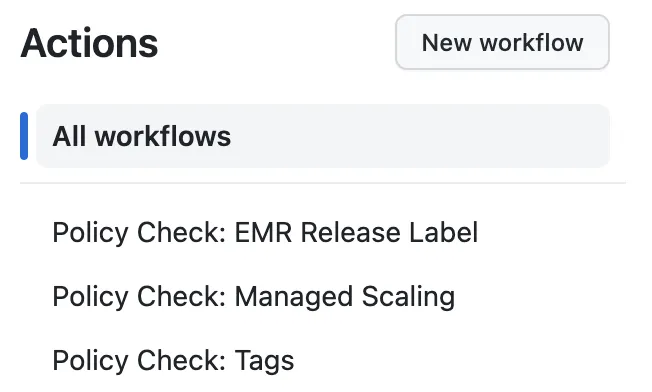 Actions
New workflow
All workflows
Policy Check: EMR Release Label
Policy Check: Managed Scaling
Policy Check: Tags